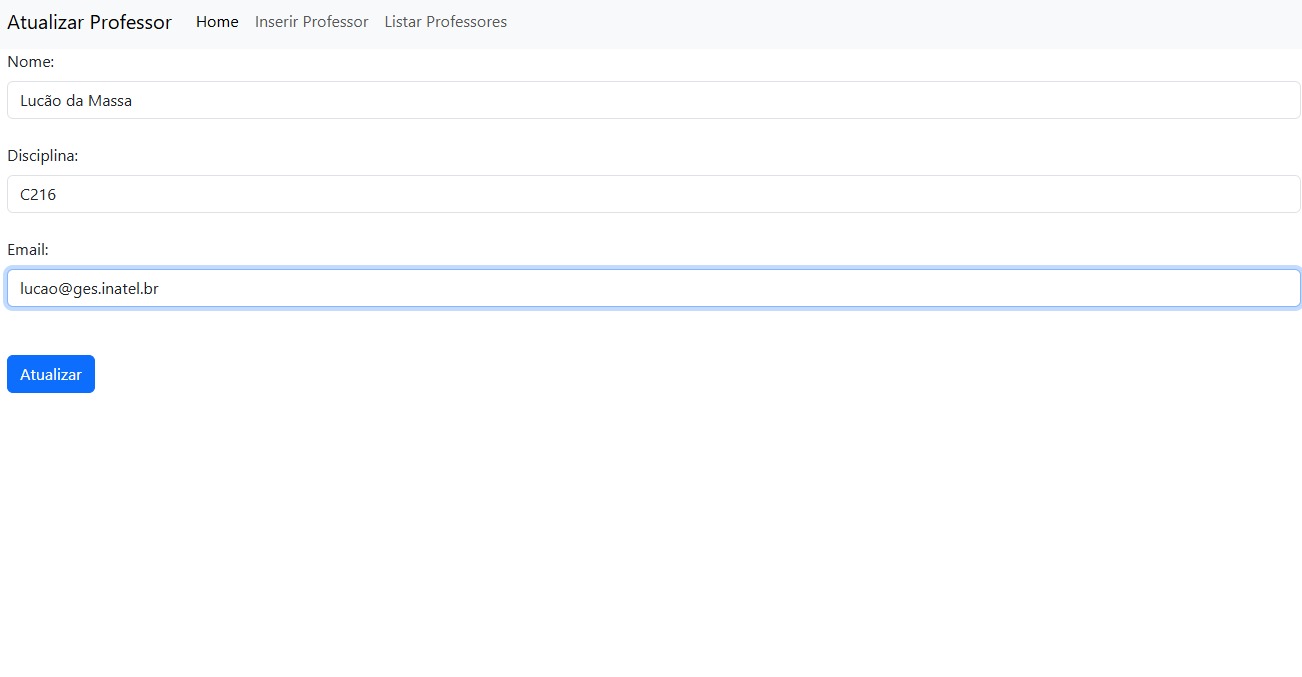 Atualizar Professor Home Inserir Professor Listar Professores
Nome:
Lucão da Massa
Disciplina:
C216
Email:
lucao@ges.inatel.br
Atualizar